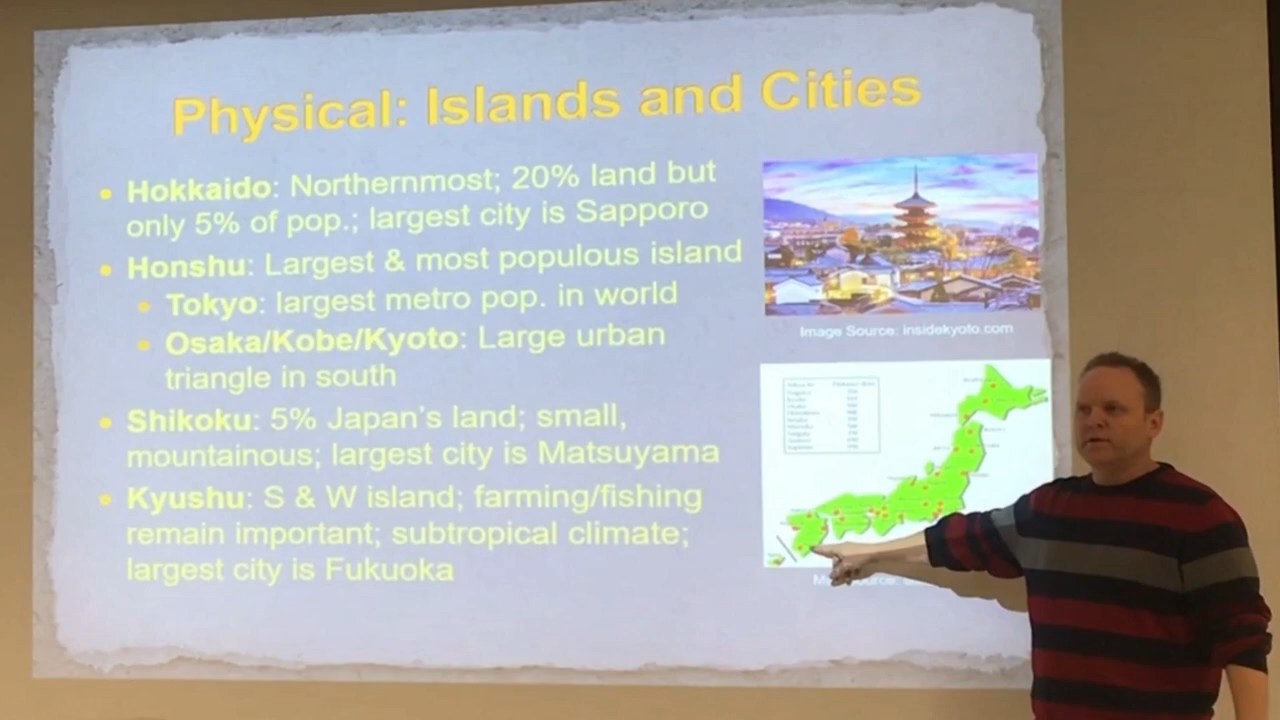 Physical: Islands and Cities
• Hokkaido: Northernmost; 20% land but
only 5% of pop.; largest city is Sapporo
• Honshu: Largest & most populous island
• Tokyo: largest metro pop. in world
• Osaka/Kobe/Kyoto: Large urban
triangle in south
• Shikoku: 5% Japan's land; small,
mountainous; largest city is Matsuyama
• Kyushu: S & W island; farming/fishing
remain important; subtropical climate;
largest city is Fukuoka
Image Source: insidekyoto.com